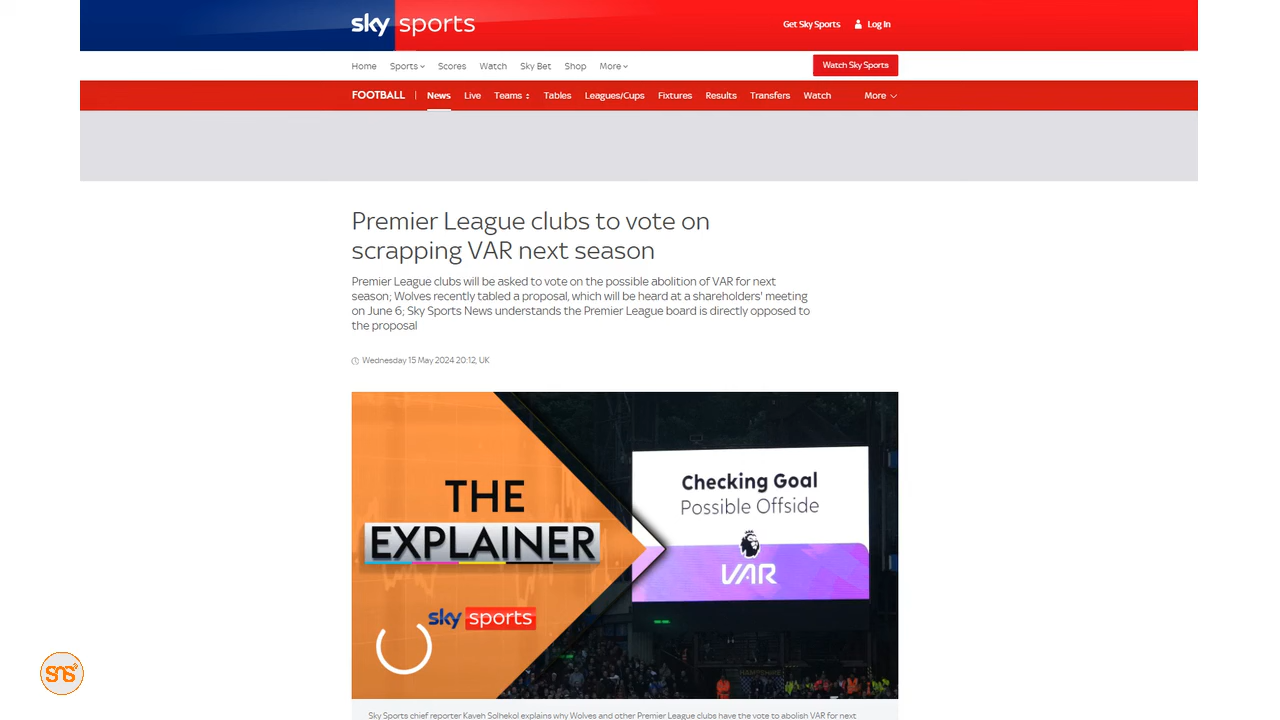 sky sports
Get Sky Sports
Log In
Home Sports Scores Watch Sky Bet Shop More
Watch Sky Sports
FOOTBALL News Live Teams Tables Leagues/Cups Fixtures Results Transfers Watch More
Premier League clubs to vote on
scrapping VAR next season
Premier League clubs will be asked to vote on the possible abolition of VAR for next
season; Wolves recently tabled a proposal, which will be heard at a shareholders' meeting
on June 6; Sky Sports News understands the Premier League board is directly opposed to
the proposal
Wednesday 15 May 2024 20:12, UK
THE
EXPLAINER
sky sports
Checking Goal
Possible Offside
VAR
SNS
Sky Sports chief reporter Kaveh Solhekol explains why Wolves and other Premier League clubs have the vote to abolish VAR for next